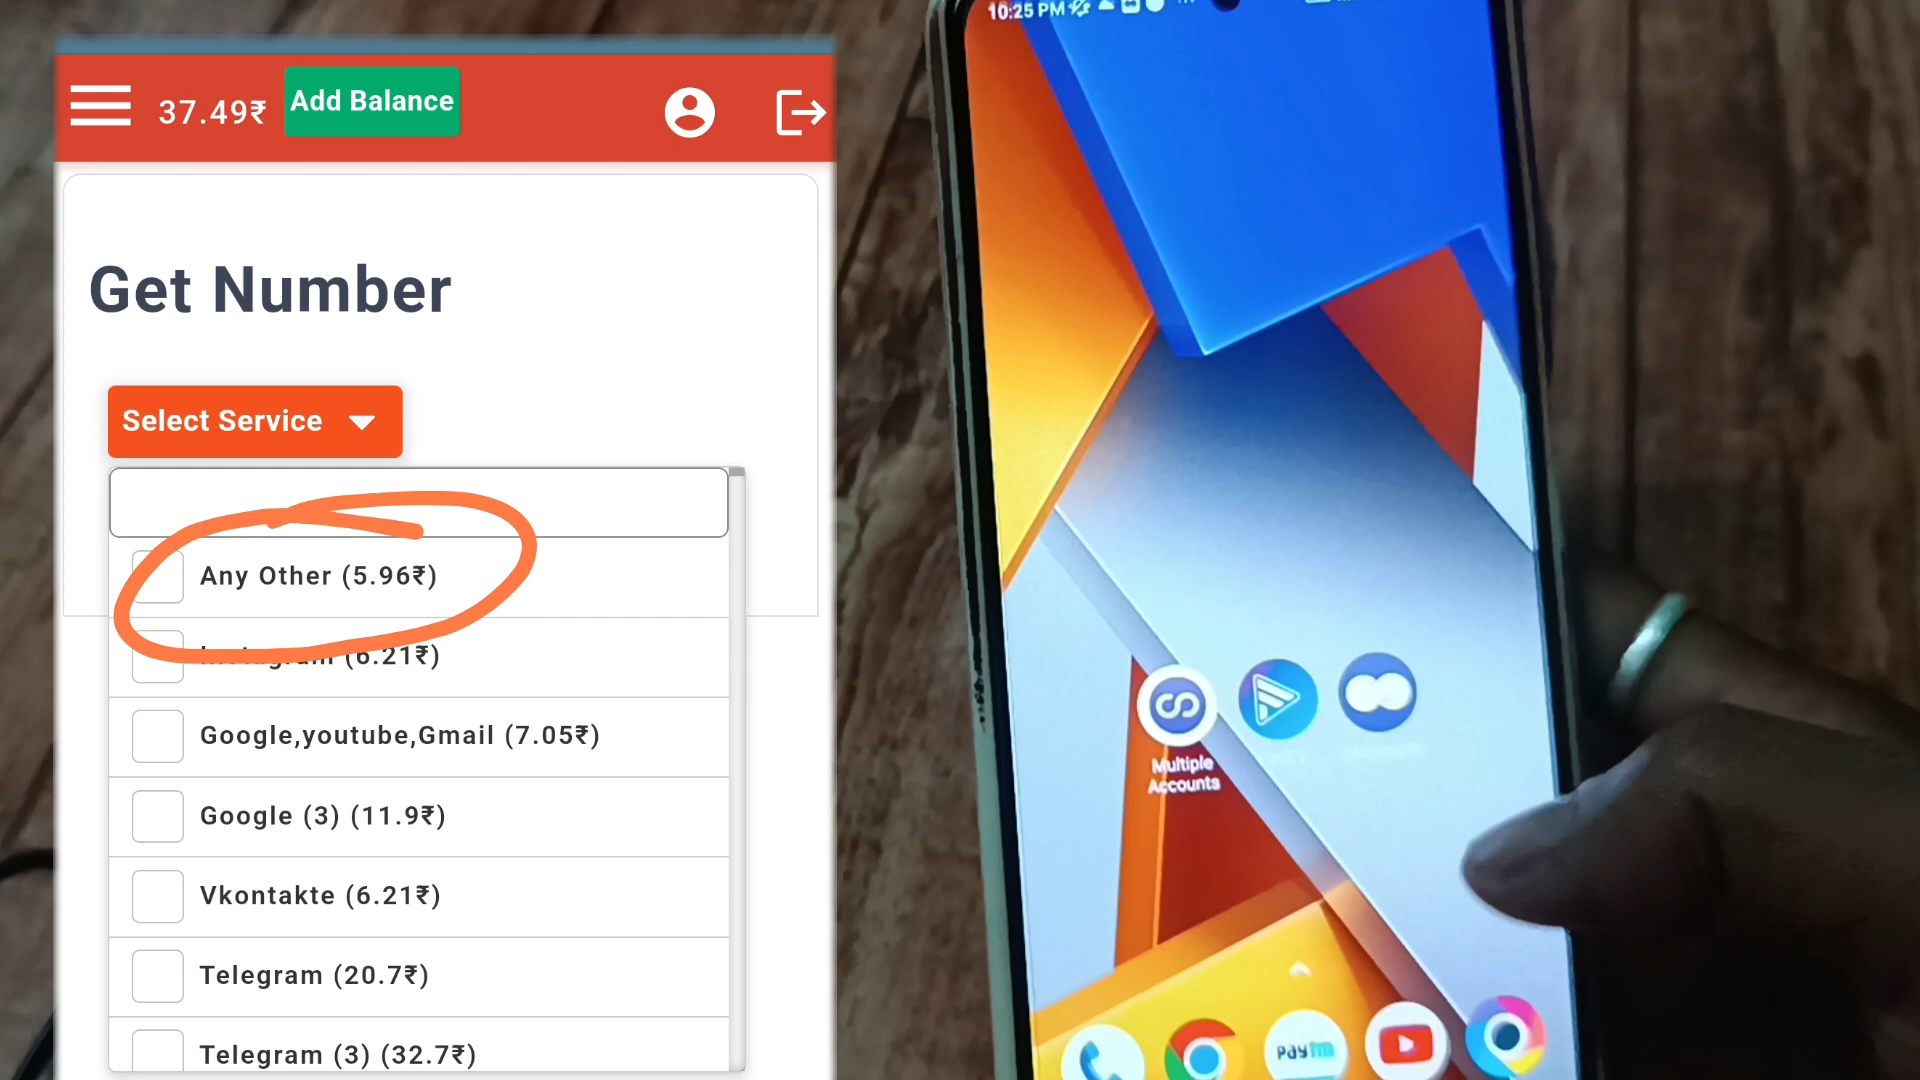 37.49₹
Add Balance
Get Number
Select Service
Any Other (5.96₹)
Instagram (6.21₹)
Google,youtube,Gmail (7.05₹)
Google (3) (11.9₹)
Vkontakte (6.21₹)
Telegram (20.7₹)
Telegram (3) (32.7₹)
10:25 PM
Multiple
Accounts
paytm